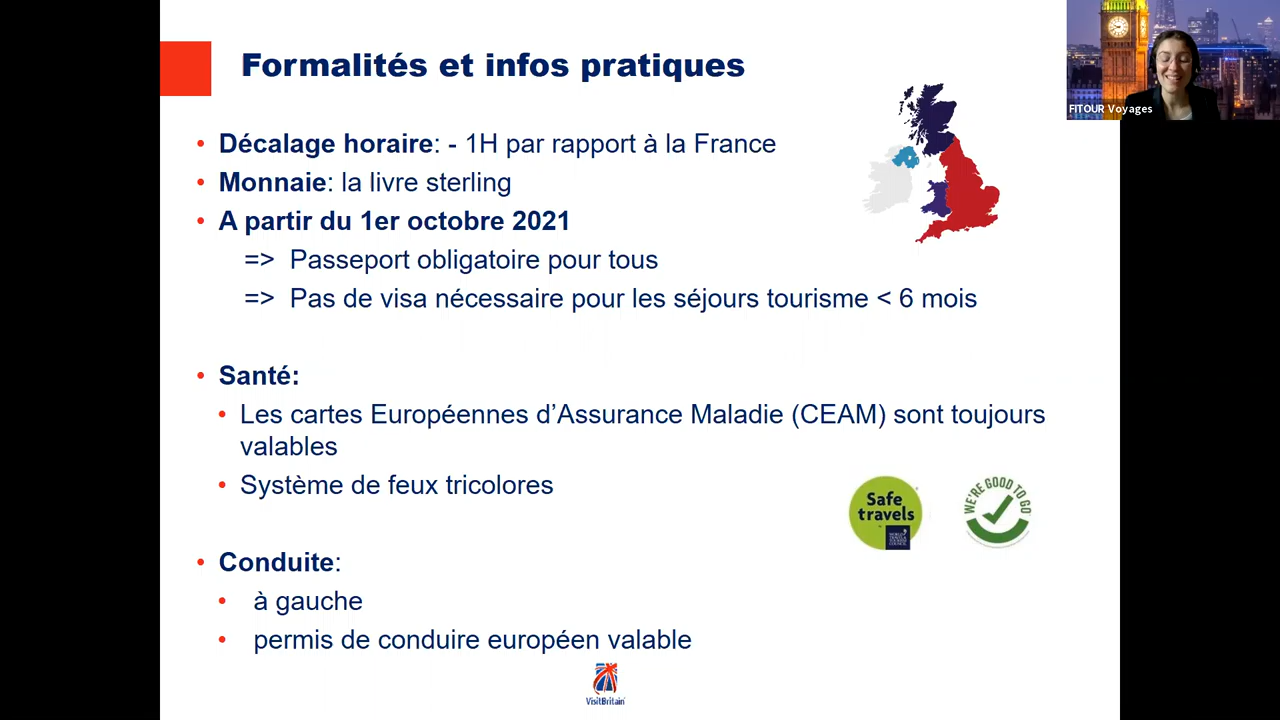 Formalités et infos pratiques
FITOUR Voyages
• Décalage horaire: - 1H par rapport à la France
• Monnaie: la livre sterling
• A partir du 1er octobre 2021
=> Passeport obligatoire pour tous
=> Pas de visa nécessaire pour les séjours tourisme < 6 mois
• Santé:
• Les cartes Européennes d’Assurance Maladie (CEAM) sont toujours
valables
• Système de feux tricolores
Safe
travels
WE'RE GOOD TO GO
• Conduite:
• à gauche
• permis de conduire européen valable
VisitBritain